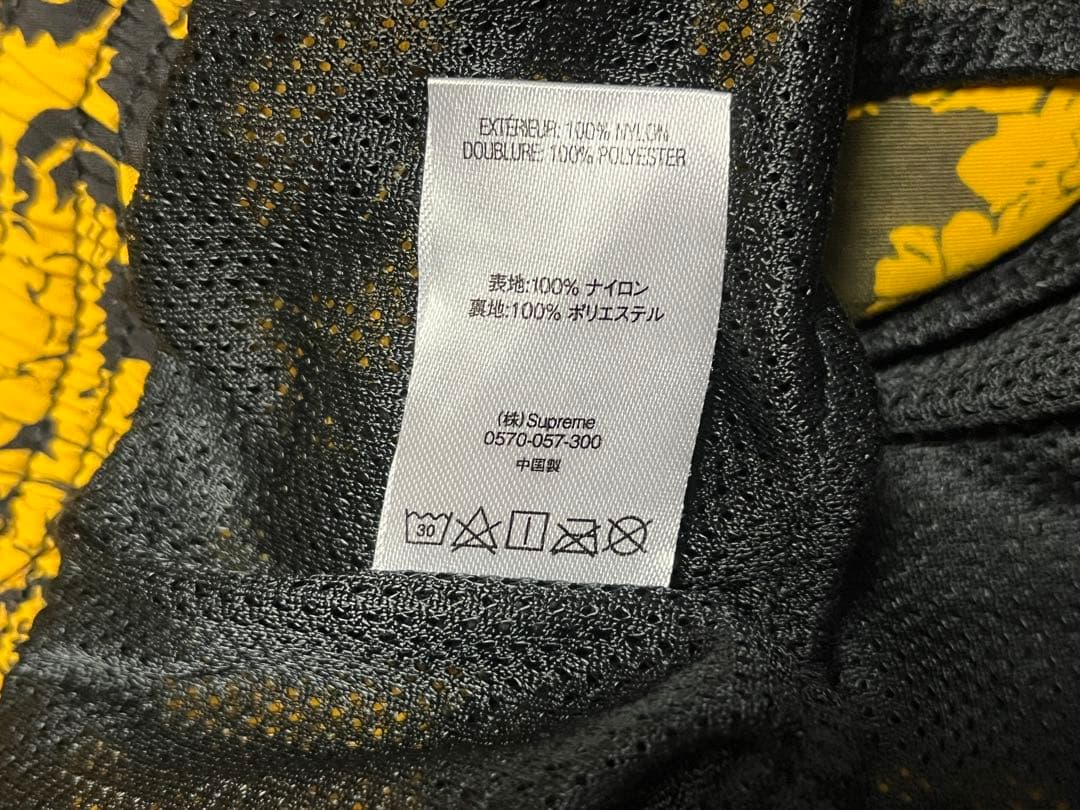 EXTÉRIEUR: 100% NYLON
DOUBLURE: 100% POLYESTER
表地:100% ナイロン
裏地:100% ポリエステル
(株)Supreme
0570-057-300
中国製
30